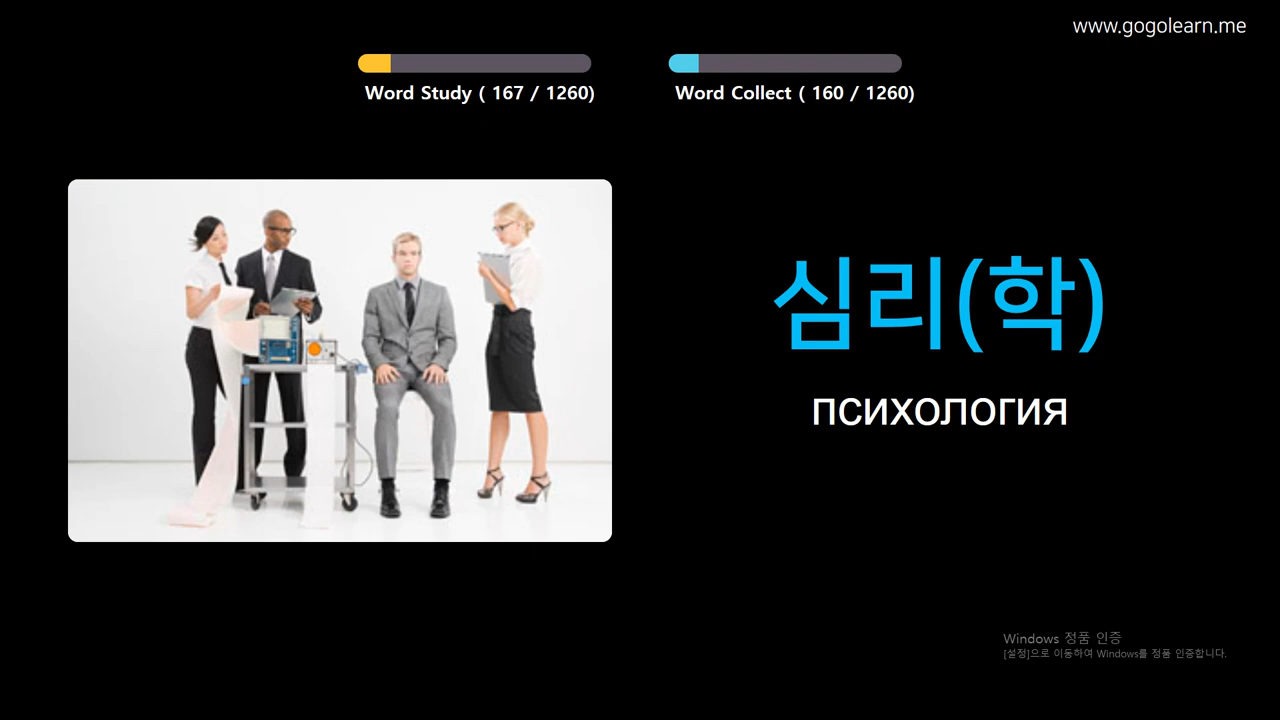 www.gogolearn.me
Word Study ( 167 / 1260)
Word Collect ( 160 / 1260)
심리(학)
психология
Windows 정품 인증
[설정]으로 이동하여 Windows를 정품 인증합니다.